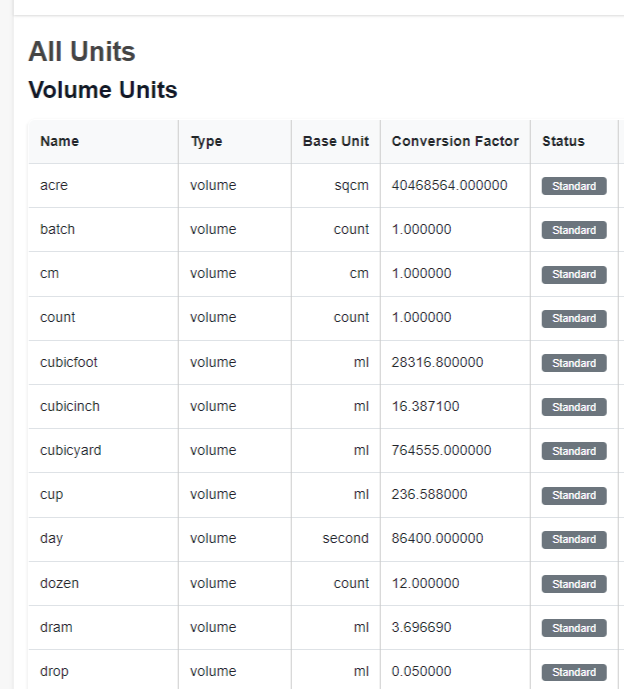 All Units
Volume Units
Name Type Base Unit Conversion Factor Status
acre volume sqcm 40468564.000000 Standard
batch volume count 1.000000 Standard
cm volume cm 1.000000 Standard
count volume count 1.000000 Standard
cubicfoot volume ml 28316.800000 Standard
cubicinch volume ml 16.387100 Standard
cubicyard volume ml 764555.000000 Standard
cup volume ml 236.588000 Standard
day volume second 86400.000000 Standard
dozen volume count 12.000000 Standard
dram volume ml 3.696690 Standard
drop volume ml 0.050000 Standard